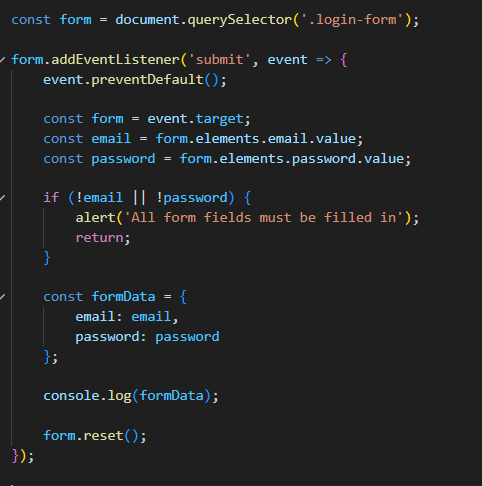 const form = document.querySelector('.login-form');
form.addEventListener('submit', event => {
event.preventDefault();
const form = event.target;
const email = form.elements.email.value;
const password = form.elements.password.value;
if (!email || !password) {
alert('All form fields must be filled in');
return;
}
const formData = {
email: email,
password: password
};
console.log(formData);
form.reset();
});